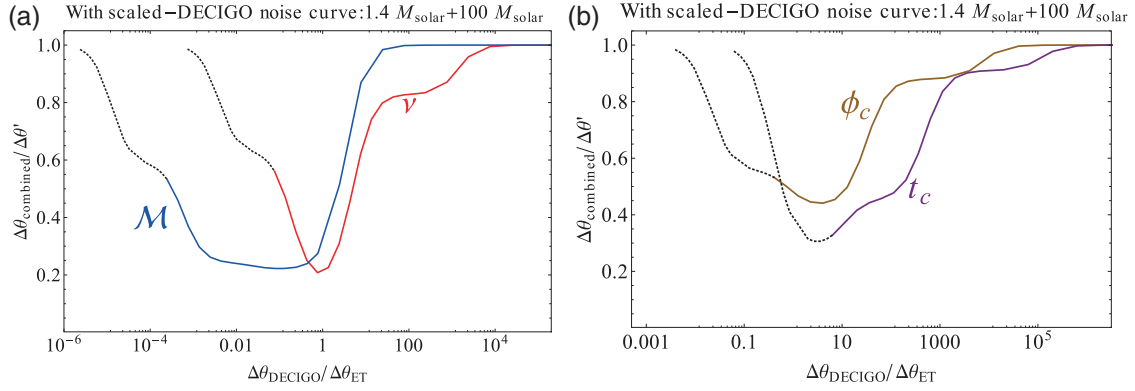 (a) With scaled−DECIGO noise curve:1.4 M_solar+100 M_solar
1.0
0.8
0.6
0.4
0.2
Δθ_combined/Δθ'
ℳ
ν
10^-6
10^-4
0.01
1
100
10^4
Δθ_DECIGO/Δθ_ET
(b) With scaled−DECIGO noise curve:1.4 M_solar+100 M_solar
1.0
0.8
0.6
0.4
0.2
Δθ_combined/Δθ'
ϕ_c
t_c
0.001
0.1
10
1000
10^5
Δθ_DECIGO/Δθ_ET